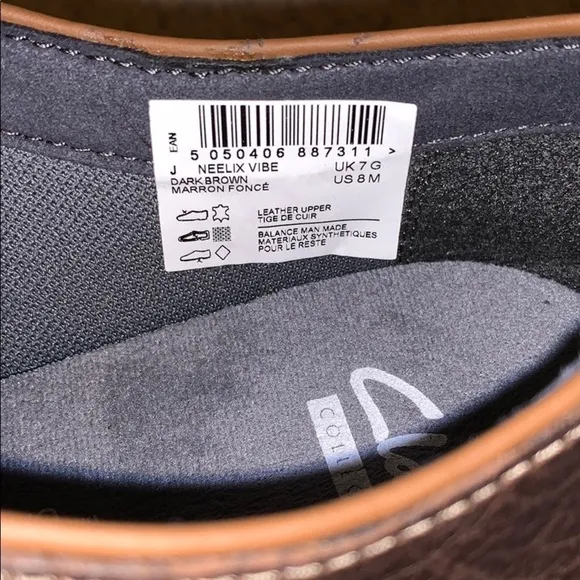 EAN
5 050406 887311 >
J NEELIX VIBE UK 7 G
DARK BROWN US 8 M
MARRON FONCÉ
LEATHER UPPER
TIGE DE CUIR
BALANCE MAN MADE
MATERIAUX SYNTHETIQUES
POUR LE RESTE